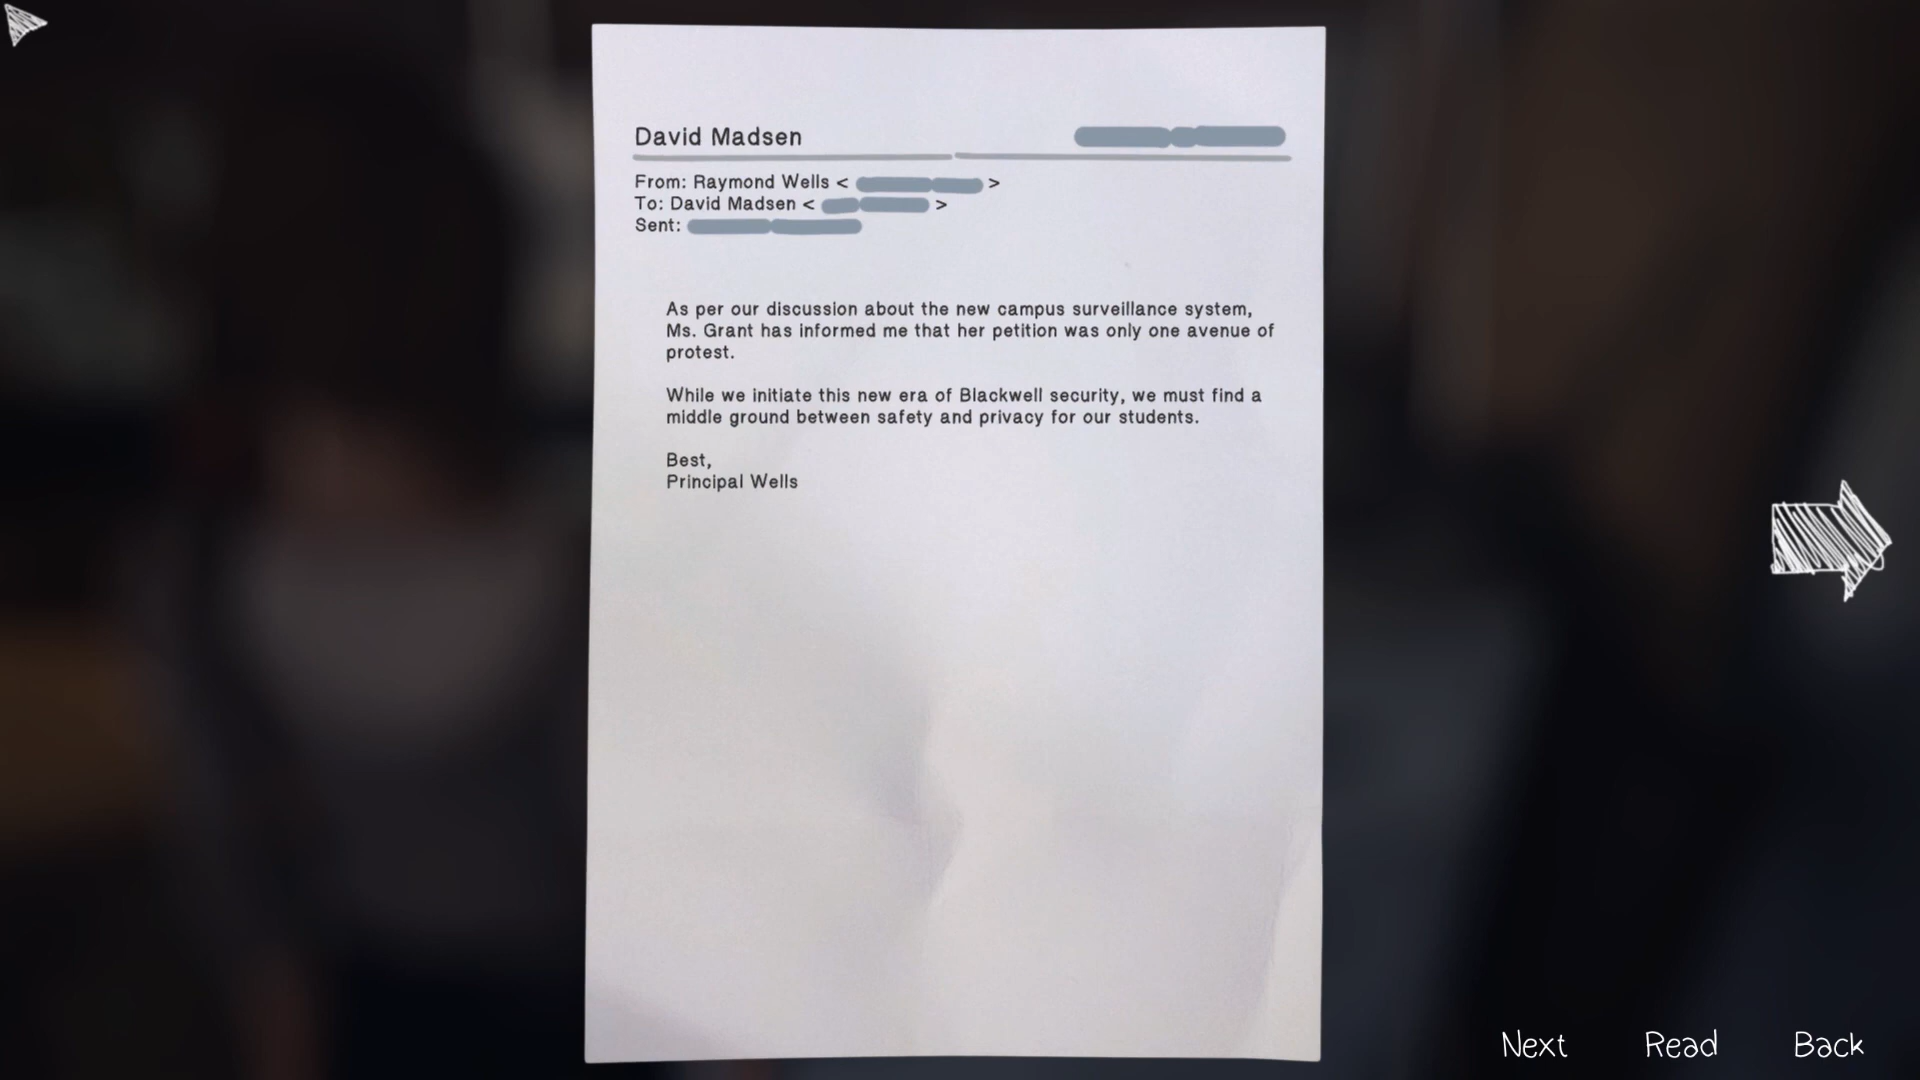 David Madsen
From: Raymond Wells < >
To: David Madsen < >
Sent:
As per our discussion about the new campus surveillance system,
Ms. Grant has informed me that her petition was only one avenue of
protest.
While we initiate this new era of Blackwell security, we must find a
middle ground between safety and privacy for our students.
Best,
Principal Wells
Next Read Back